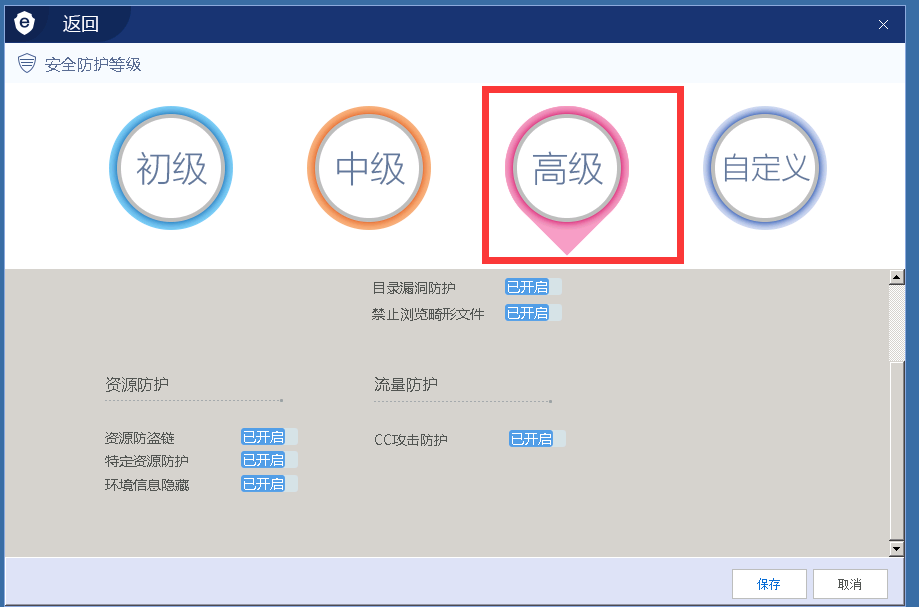 返回
安全防护等级
初级 中级 高级 自定义
目录漏洞防护 已开启
禁止浏览畸形文件 已开启
资源防护 流量防护
资源防盗链 已开启 CC攻击防护 已开启
特定资源防护 已开启
环境信息隐藏 已开启
保存 取消